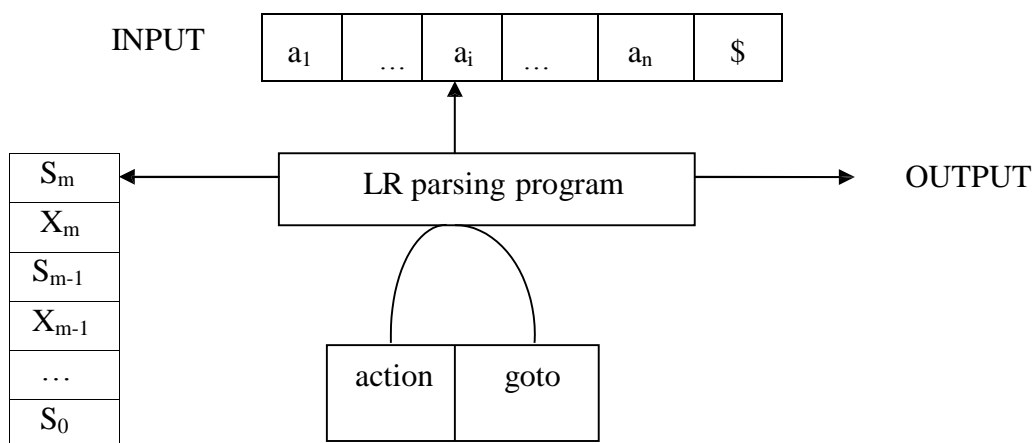 INPUT
a₁ … aᵢ … aₙ $
LR parsing program
OUTPUT
Sₘ
Xₘ
Sₘ₋₁
Xₘ₋₁
…
S₀
action goto